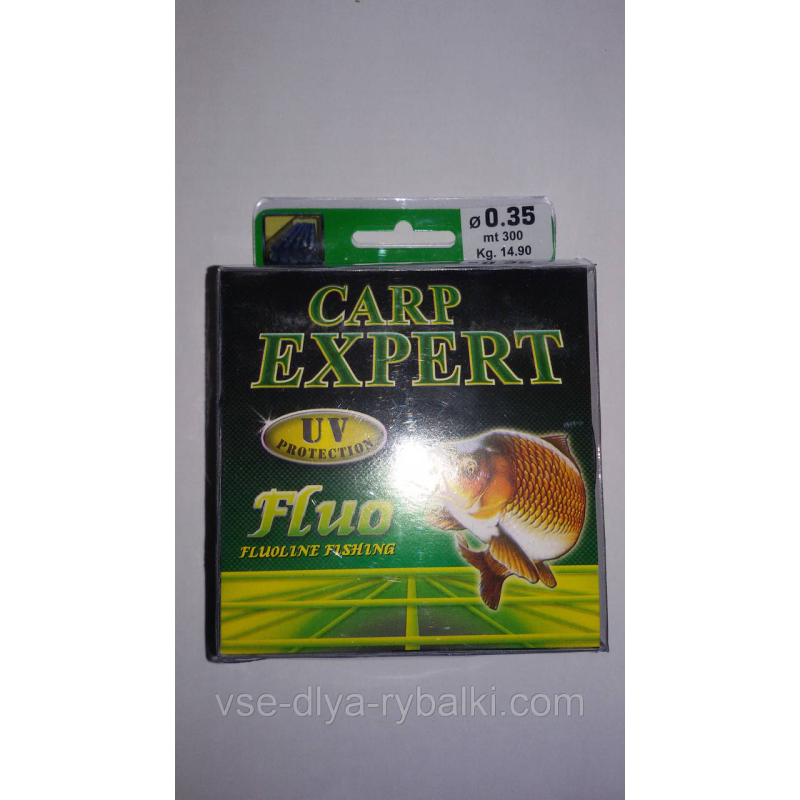 ø 0.35
mt 300
Kg. 14.90
CARP
EXPERT
UV
PROTECTION
Fluo
FLUOLINE FISHING
vse-dlya-rybalki.com